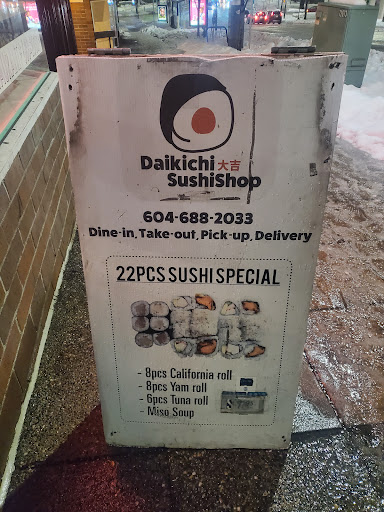 Daikichi 大吉
SushiShop
604-688-2033
Dine-in, Take-out, Pick-up, Delivery
22PCS SUSHI SPECIAL
- 8pcs California roll
- 8pcs Yam roll
- 6pcs Tuna roll
- Miso Soup